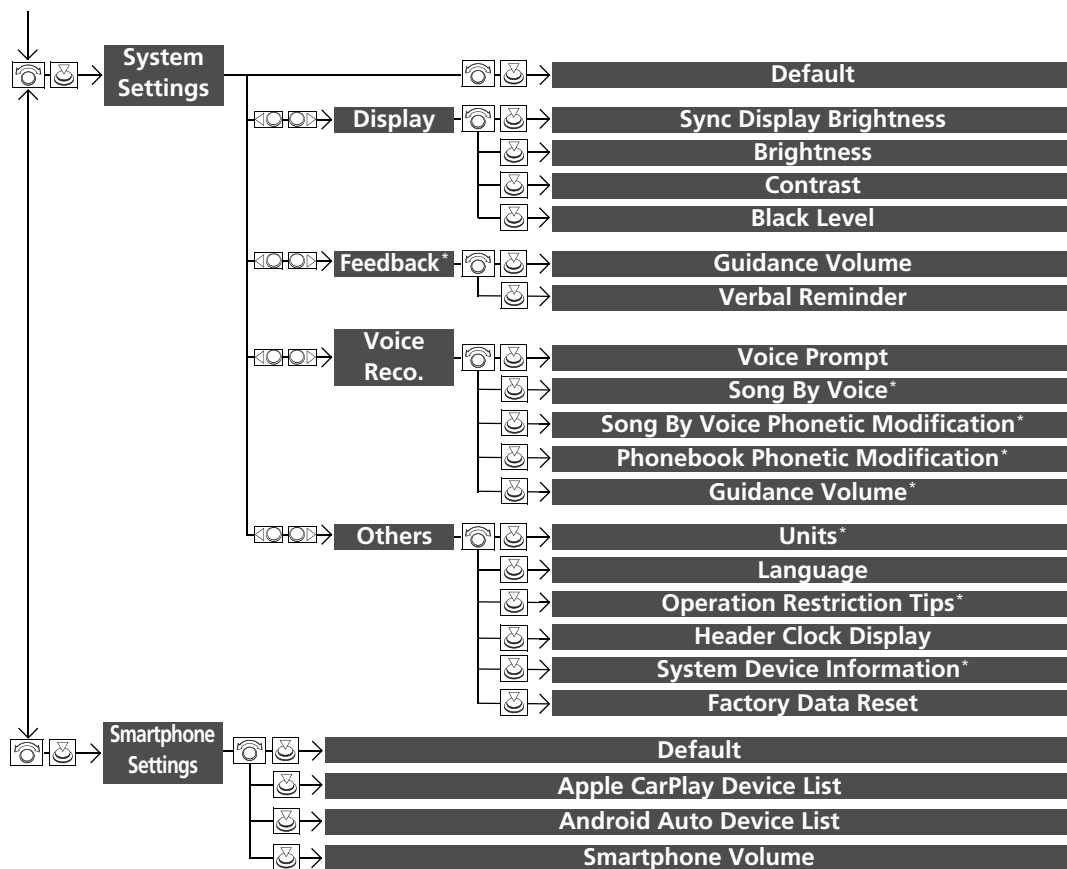 System
Settings
Default
Display
Sync Display Brightness
Brightness
Contrast
Black Level
Feedback*
Guidance Volume
Verbal Reminder
Voice
Reco.
Voice Prompt
Song By Voice*
Song By Voice Phonetic Modification*
Phonebook Phonetic Modification*
Guidance Volume*
Others
Units*
Language
Operation Restriction Tips*
Header Clock Display
System Device Information*
Factory Data Reset
Smartphone
Settings
Default
Apple CarPlay Device List
Android Auto Device List
Smartphone Volume